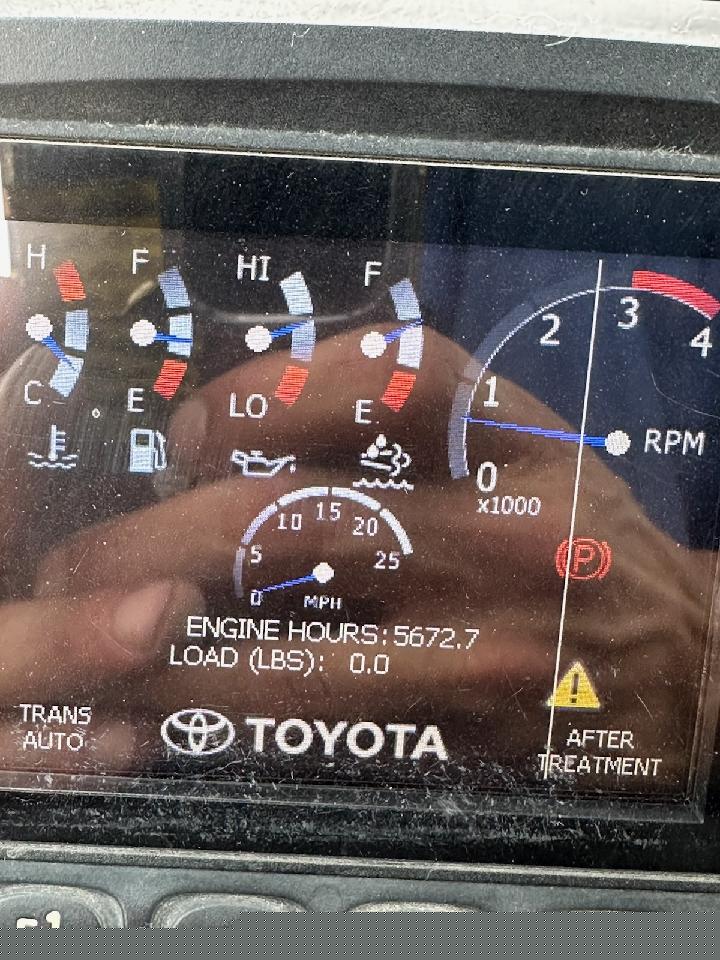 H F HI F
C E LO E
0 1 2 3 4
RPM
x1000
0 5 10 15 20 25
MPH
P
ENGINE HOURS: 5672.7
LOAD (LBS): 0.0
TRANS
AUTO
TOYOTA
!
AFTER
TREATMENT